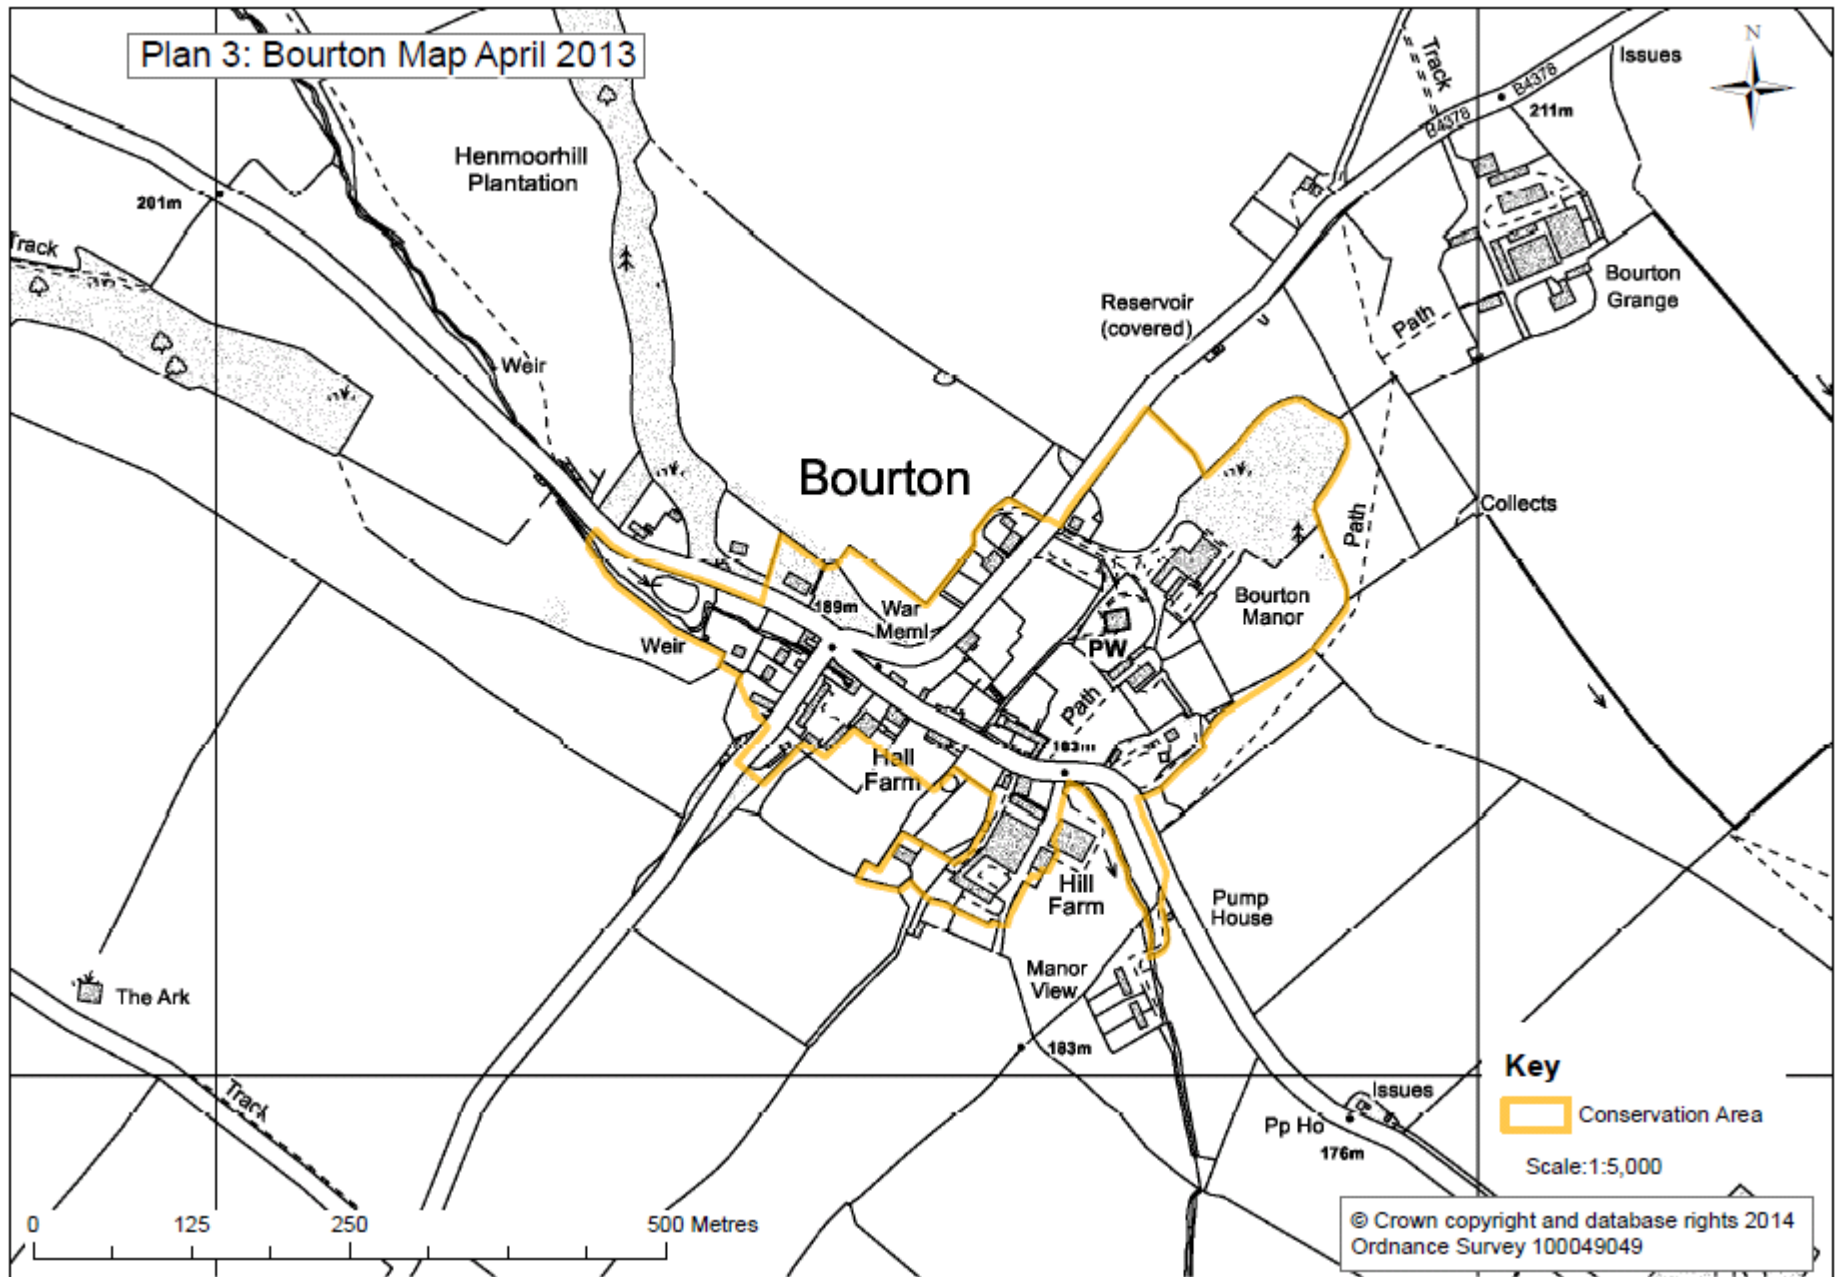 Plan 3: Bourton Map April 2013
N
Track
Issues
B4378
B4378
211m
Henmoorhill
Plantation
201m
Track
Bourton
Grange
Reservoir
(covered)
Path
Weir
Bourton
Collects
Path
189m
War
Meml
Bourton
Manor
Weir
PW
Path
183m
Hall
Farm
Hill
Farm
Pump
House
Manor
View
The Ark
183m
Key
Conservation Area
Scale:1:5,000
Track
Issues
Pp Ho
176m
0
125
250
500 Metres
© Crown copyright and database rights 2014
Ordnance Survey 100049049